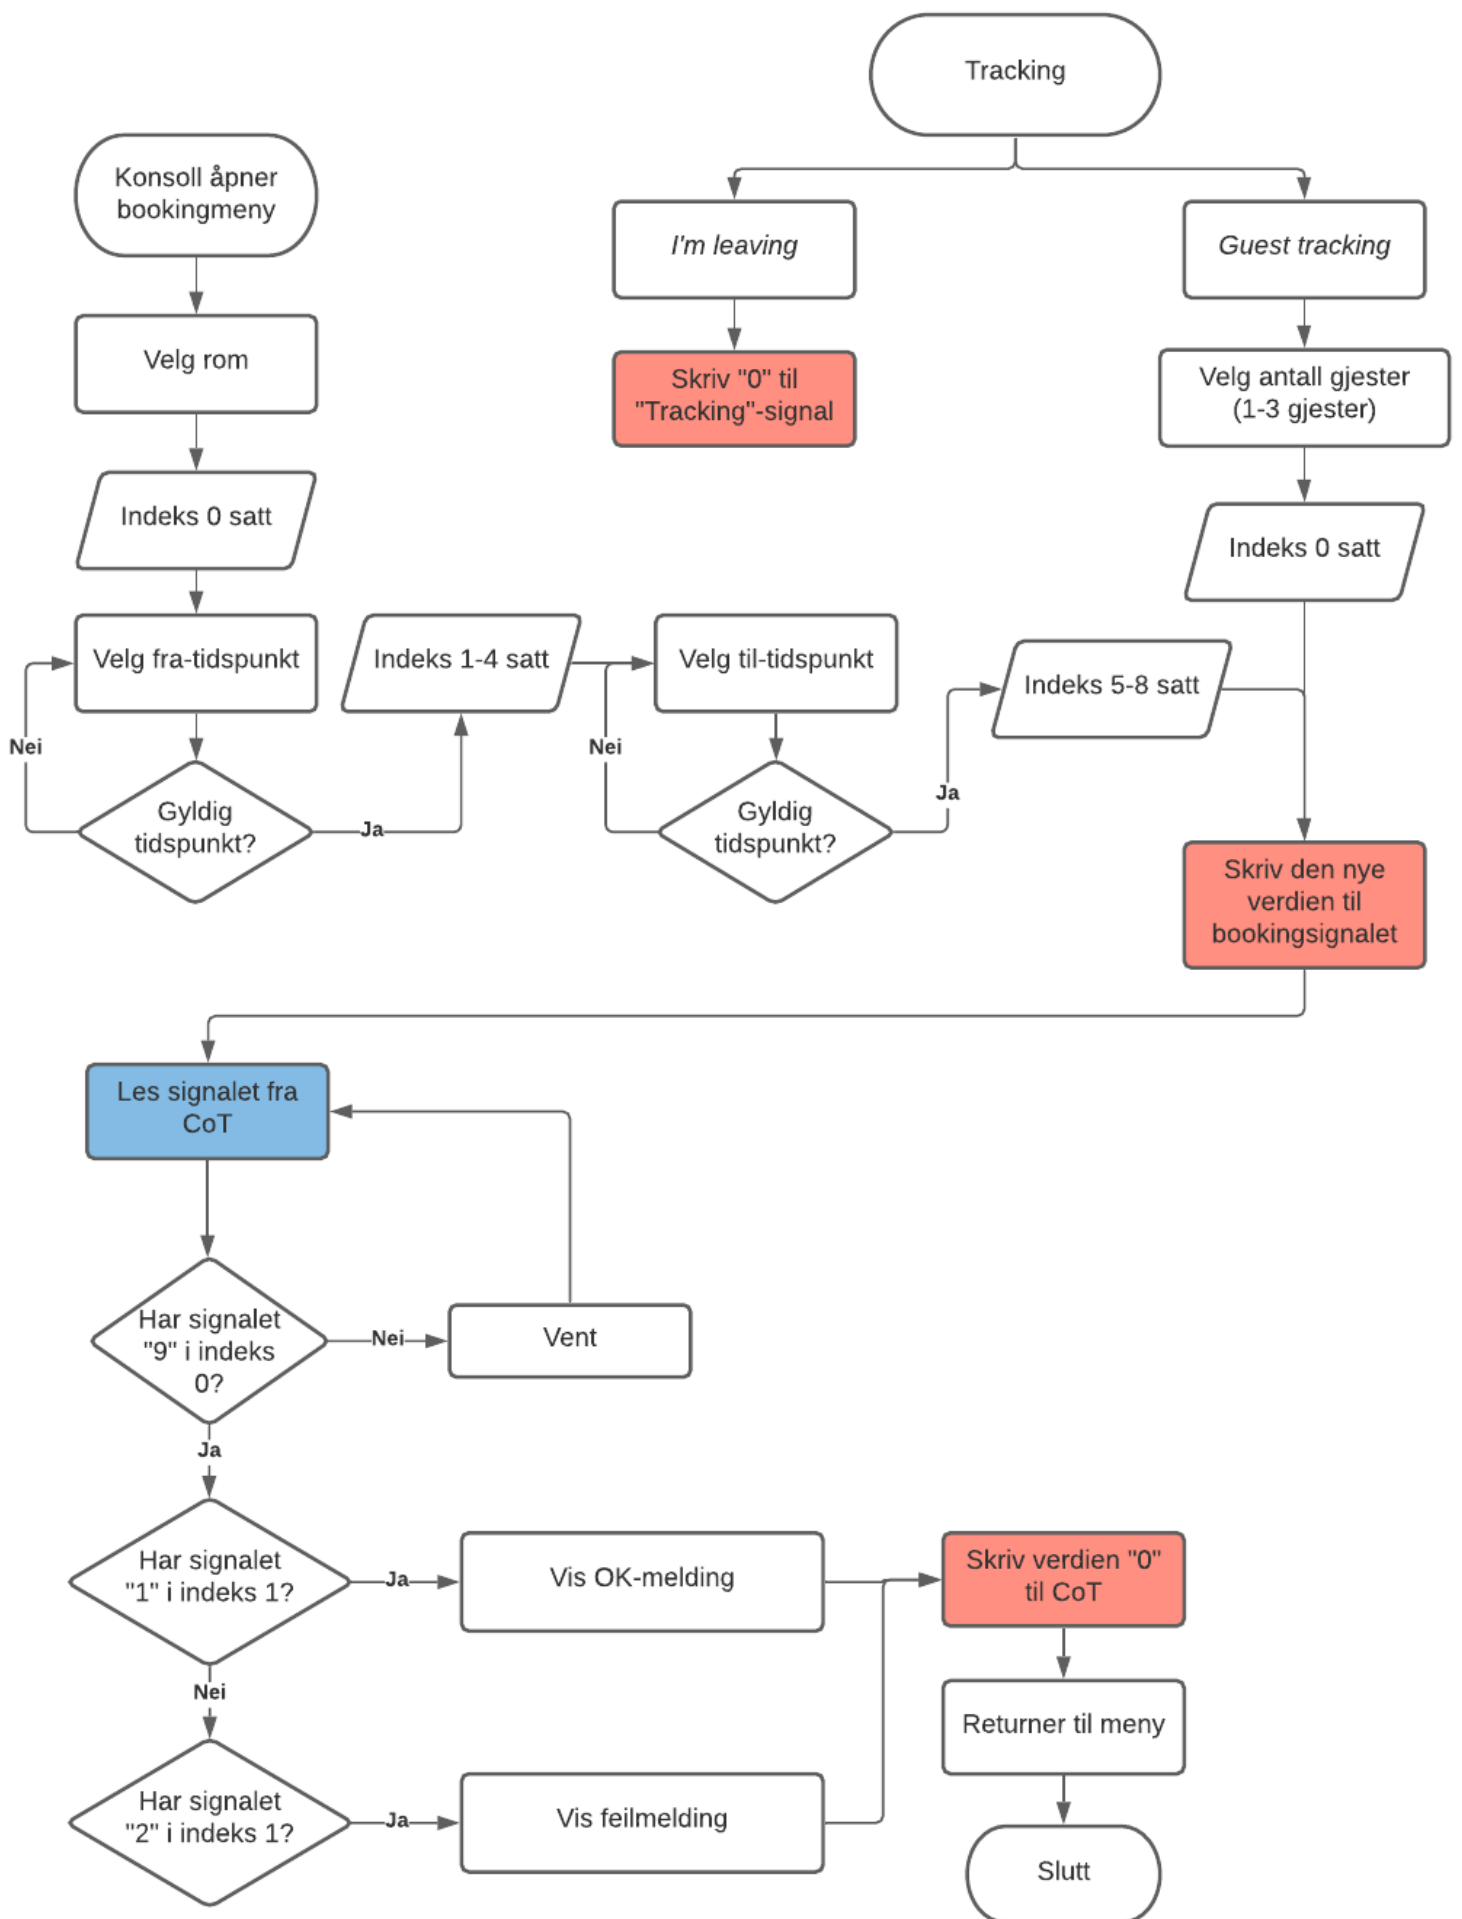 Tracking
Konsoll åpner
bookingmeny
I'm leaving
Guest tracking
Velg rom
Skriv "0" til
"Tracking"-signal
Velg antall gjester
(1-3 gjester)
Indeks 0 satt
Indeks 0 satt
Velg fra-tidspunkt
Indeks 1-4 satt
Velg til-tidspunkt
Indeks 5-8 satt
Nei
Nei
Gyldig
tidspunkt?
Ja
Gyldig
tidspunkt?
Ja
Skriv den nye
verdien til
bookingsignalet
Les signalet fra
CoT
Har signalet
"9" i indeks
0?
Nei
Vent
Ja
Har signalet
"1" i indeks 1?
Ja
Vis OK-melding
Skriv verdien "0"
til CoT
Nei
Returner til meny
Har signalet
"2" i indeks 1?
Ja
Vis feilmelding
Slutt